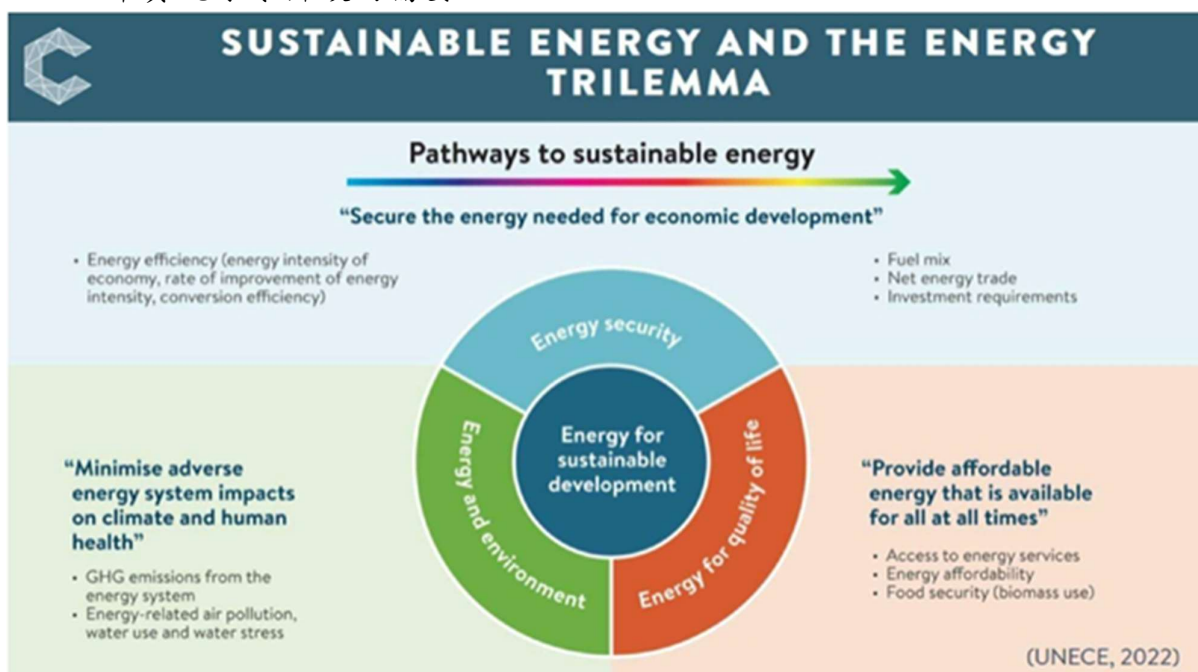 SUSTAINABLE ENERGY AND THE ENERGY
TRILEMMA
Pathways to sustainable energy
“Secure the energy needed for economic development”
• Energy efficiency (energy intensity of
economy, rate of improvement of energy
intensity, conversion efficiency)
• Fuel mix
• Net energy trade
• Investment requirements
Energy security
Energy and environment
Energy for quality of life
Energy for
sustainable
development
“Minimise adverse
energy system impacts
on climate and human
health”
• GHG emissions from the
energy system
• Energy-related air pollution,
water use and water stress
“Provide affordable
energy that is available
for all at all times”
• Access to energy services
• Energy affordability
• Food security (biomass use)
(UNECE, 2022)